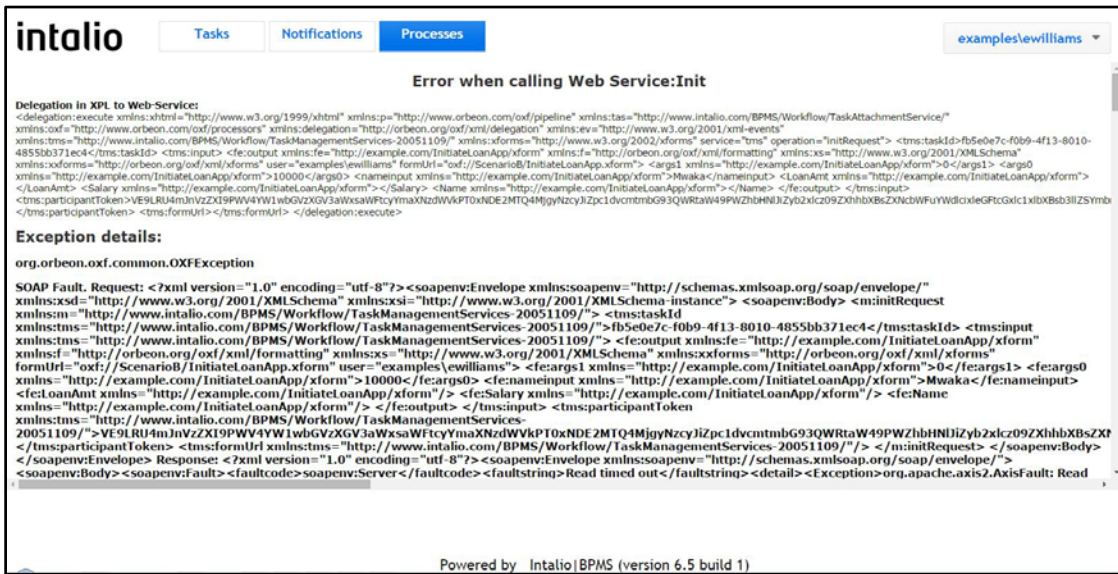 intalio
Tasks
Notifications
Processes
examples\ewilliams
Error when calling Web Service:Init
Delegation in XPL to Web-Service:
<delegation:execute xmlns:xhtml="http://www.w3.org/1999/xhtml" xmlns:p="http://www.orbeon.com/oxf/pipeline" xmlns:tas="http://www.intalio.com/BPMS/Workflow/TaskAttachmentService/"
xmlns:oxf="http://www.orbeon.com/oxf/processors" xmlns:delegation="http://orbeon.org/oxf/xml/delegation" xmlns:ev="http://www.w3.org/2001/xml-events"
xmlns:tms="http://www.intalio.com/BPMS/Workflow/TaskManagementServices-20051109/" xmlns:xforms="http://www.w3.org/2002/xforms" service="tms" operation="initRequest"> <tms:taskId>fb5e0e7c-f0b9-4f13-8010-
4855bb371ec4</tms:taskId> <tms:input> <fe:output xmlns:fe="http://example.com/InitiateLoanApp/xform" xmlns:f="http://orbeon.org/oxf/xml/formatting" xmlns:xs="http://www.w3.org/2001/XMLSchema"
xmlns:xxforms="http://orbeon.org/oxf/xml/xforms" user="examples\ewilliams" formUrl="oxf://ScenarioB/InitiateLoanApp.xform"> <args1 xmlns="http://example.com/InitiateLoanApp/xform">0</args1> <args0
xmlns="http://example.com/InitiateLoanApp/xform">10000</args0> <nameinput xmlns="http://example.com/InitiateLoanApp/xform">Mwaka</nameinput> <LoanAmt xmlns="http://example.com/InitiateLoanApp/xform">
</LoanAmt> <Salary xmlns="http://example.com/InitiateLoanApp/xform"></Salary> <Name xmlns="http://example.com/InitiateLoanApp/xform"></Name> </fe:output> </tms:input>
</tms:participantToken> <tms:formUrl></tms:formUrl> </delegation:execute>
Exception details:
org.orbeon.oxf.common.OXFException
SOAP Fault. Request: <?xml version="1.0" encoding="utf-8"?><soapenv:Envelope xmlns:soapenv="http://schemas.xmlsoap.org/soap/envelope/"
xmlns:xsd="http://www.w3.org/2001/XMLSchema" xmlns:xsi="http://www.w3.org/2001/XMLSchema-instance"> <soapenv:Body> <m:initRequest
xmlns:m="http://www.intalio.com/BPMS/Workflow/TaskManagementServices-20051109/"> <tms:taskId
xmlns:tms="http://www.intalio.com/BPMS/Workflow/TaskManagementServices-20051109/">fb5e0e7c-f0b9-4f13-8010-4855bb371ec4</tms:taskId> <tms:input
xmlns:tms="http://www.intalio.com/BPMS/Workflow/TaskManagementServices-20051109/"> <fe:output xmlns:fe="http://example.com/InitiateLoanApp/xform"
xmlns:f="http://orbeon.org/oxf/xml/formatting" xmlns:xs="http://www.w3.org/2001/XMLSchema" xmlns:xxforms="http://orbeon.org/oxf/xml/xforms"
formUrl="oxf://ScenarioB/InitiateLoanApp.xform" user="examples\ewilliams"> <fe:args1 xmlns="http://example.com/InitiateLoanApp/xform">0</fe:args1> <fe:args0
xmlns="http://example.com/InitiateLoanApp/xform">10000</fe:args0> <fe:nameinput xmlns="http://example.com/InitiateLoanApp/xform">Mwaka</fe:nameinput>
<fe:LoanAmt xmlns="http://example.com/InitiateLoanApp/xform"/> <fe:Salary xmlns="http://example.com/InitiateLoanApp/xform"/> <fe:Name
xmlns="http://example.com/InitiateLoanApp/xform"/> </fe:output> </tms:input> <tms:participantToken
xmlns:tms="http://www.intalio.com/BPMS/Workflow/TaskManagementServices-
</tms:participantToken> <tms:formUrl xmlns:tms="http://www.intalio.com/BPMS/Workflow/TaskManagementServices-20051109/"/> </m:initRequest> </soapenv:Body>
</soapenv:Envelope> Response: <?xml version="1.0" encoding="utf-8"?><soapenv:Envelope xmlns:soapenv="http://schemas.xmlsoap.org/soap/envelope/">
<soapenv:Body><soapenv:Fault><faultcode>soapenv:Server</faultcode><faultstring>Read timed out</faultstring><detail><Exception>org.apache.axis2.AxisFault: Read
Powered by Intalio|BPMS (version 6.5 build 1)